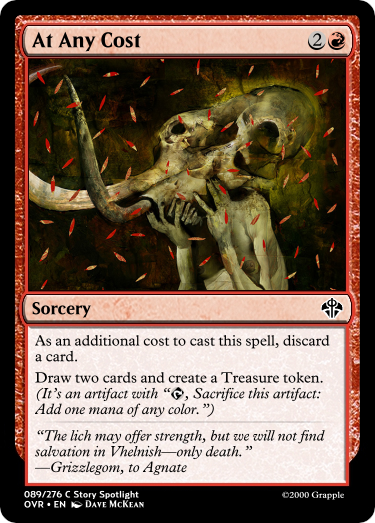 At Any Cost 2
Sorcery
As an additional cost to cast this spell, discard
a card.
Draw two cards and create a Treasure token.
(It's an artifact with “, Sacrifice this artifact:
Add one mana of any color.”)
“The lich may offer strength, but we will not find
salvation in Vhelnish—only death.”
—Grizzlegom, to Agnate
089/276 C Story Spotlight
OVR • EN Dave McKean
©2000 Grapple